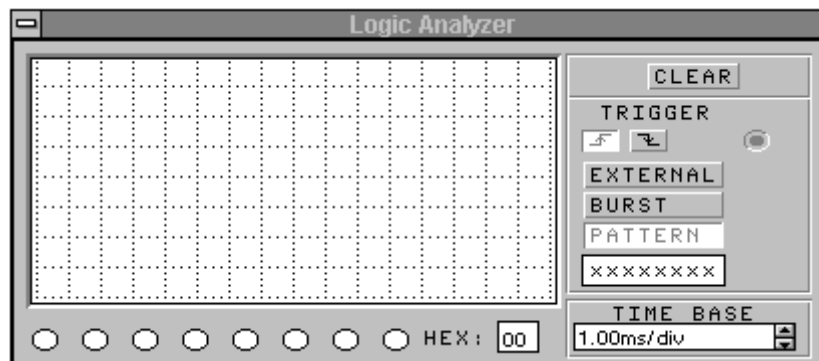 Logic Analyzer
CLEAR
TRIGGER
EXTERNAL
BURST
PATTERN
xxxxxxxx
HEX: 00
TIME BASE
1.00ms/div